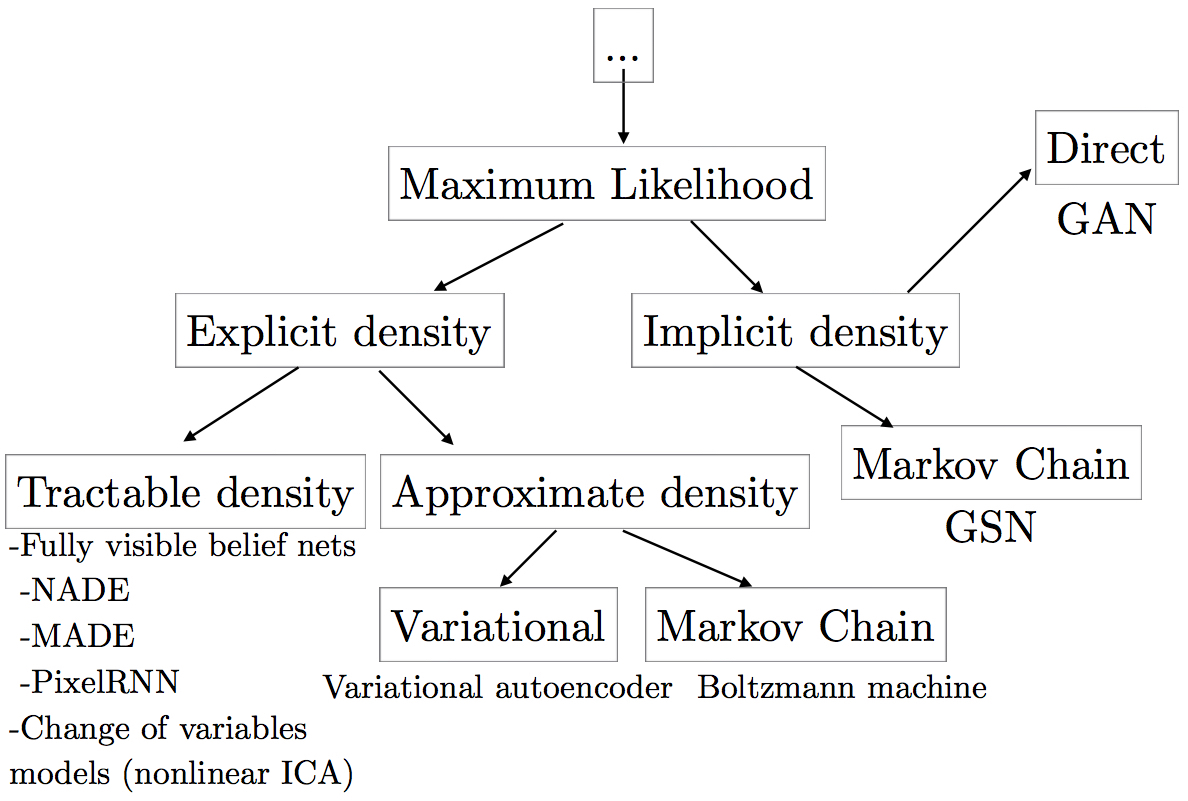 ...
Maximum Likelihood
Direct
GAN
Explicit density
Implicit density
Tractable density
-Fully visible belief nets
-NADE
-MADE
-PixelRNN
-Change of variables
models (nonlinear ICA)
Approximate density
Variational
Variational autoencoder
Markov Chain
Boltzmann machine
Markov Chain
GSN